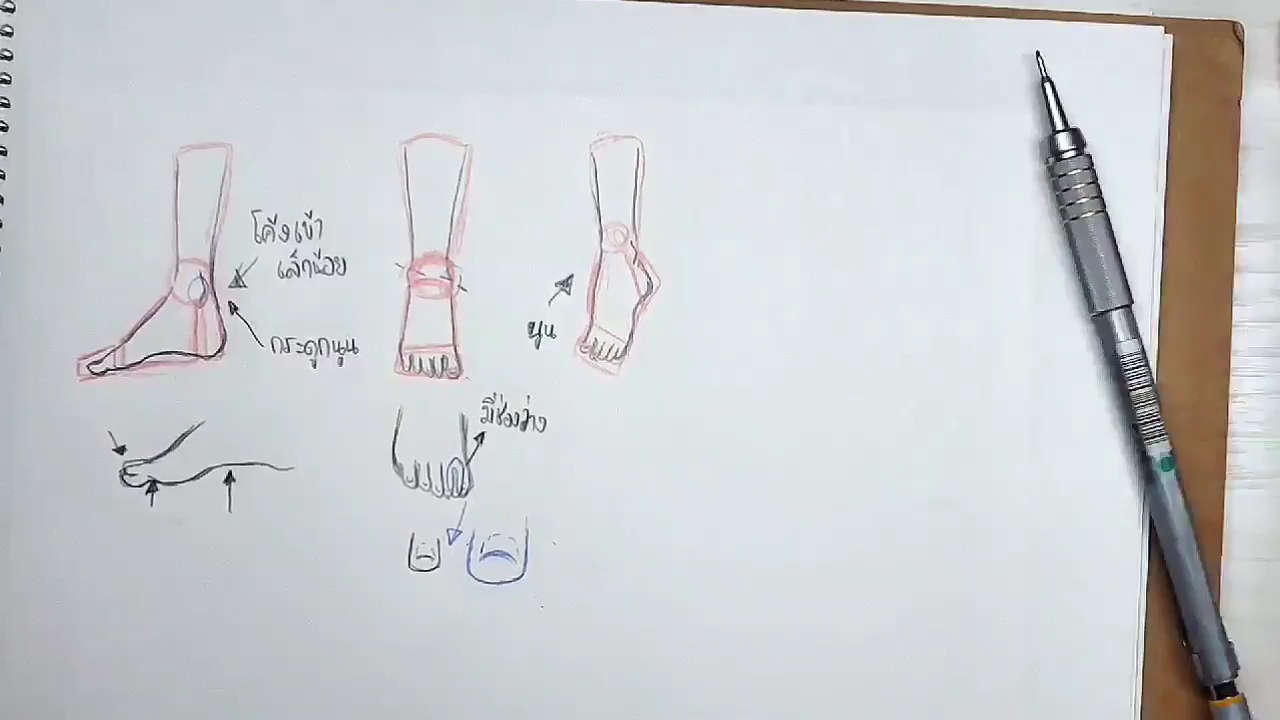 โค้งเข้า
เล็กน้อย
กระดูกนูน
นูน
มีช่องว่าง